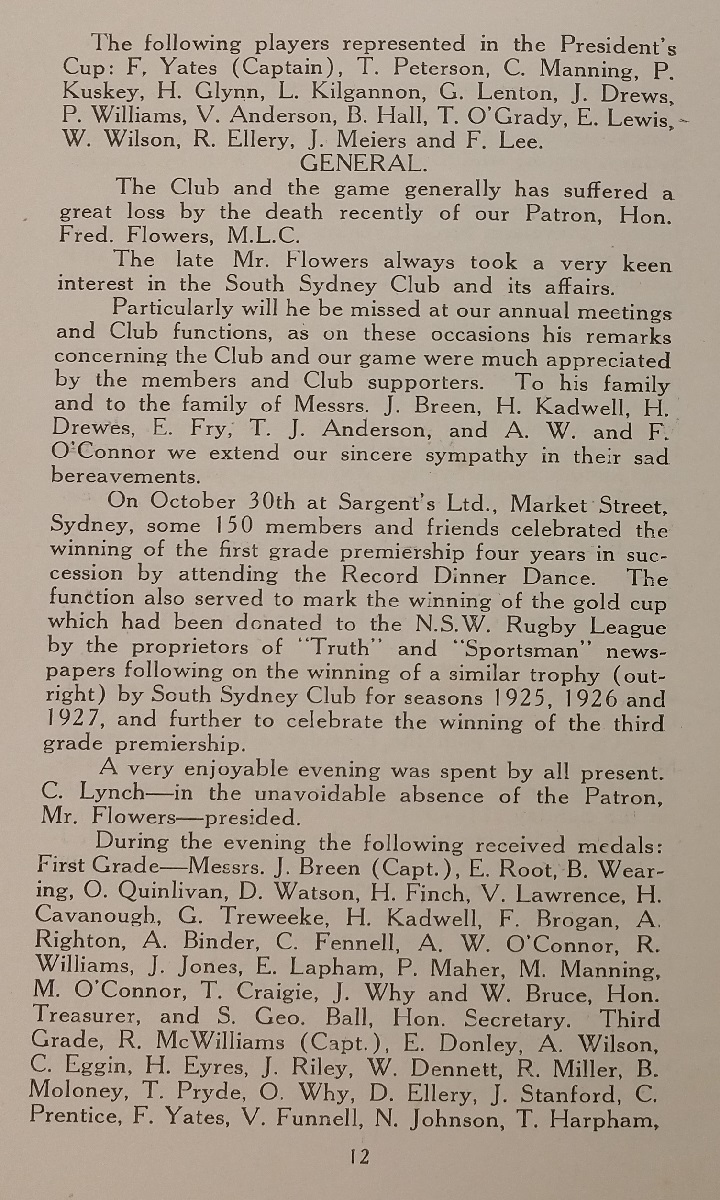 The following players represented in the President's
Cup: F. Yates (Captain), T. Peterson, C. Manning, P.
Kuskey, H. Glynn, L. Kilgannon, G. Lenton, J. Drews,
P. Williams, V. Anderson, B. Hall, T. O'Grady, E. Lewis,
W. Wilson, R. Ellery, J. Meiers and F. Lee.
GENERAL.
The Club and the game generally has suffered a
great loss by the death recently of our Patron, Hon.
Fred. Flowers, M.L.C.
The late Mr. Flowers always took a very keen
interest in the South Sydney Club and its affairs.
Particularly will he be missed at our annual meetings
and Club functions, as on these occasions his remarks
concerning the Club and our game were much appreciated
by the members and Club supporters. To his family
and to the family of Messrs. J. Breen, H. Kadwell, H.
Drewes, E. Fry, T. J. Anderson, and A. W. and F.
O'Connor we extend our sincere sympathy in their sad
bereavements.
On October 30th at Sargent's Ltd., Market Street,
Sydney, some 150 members and friends celebrated the
winning of the first grade premiership four years in suc-
cession by attending the Record Dinner Dance. The
function also served to mark the winning of the gold cup
which had been donated to the N.S.W. Rugby League
by the proprietors of "Truth" and "Sportsman" news-
papers following on the winning of a similar trophy (out-
right) by South Sydney Club for seasons 1925, 1926 and
1927, and further to celebrate the winning of the third
grade premiership.
A very enjoyable evening was spent by all present.
C. Lynch—in the unavoidable absence of the Patron,
Mr. Flowers—presided.
During the evening the following received medals:
First Grade—Messrs. J. Breen (Capt.), E. Root, B. Wear-
ing, O. Quinlivan, D. Watson, H. Finch, V. Lawrence, H.
Cavanough, G. Treweeke, H. Kadwell, F. Brogan, A.
Righton, A. Binder, C. Fennell, A. W. O'Connor, R.
Williams, J. Jones, E. Lapham, P. Maher, M. Manning,
M. O'Connor, T. Craigie, J. Why and W. Bruce, Hon.
Treasurer, and S. Geo. Ball, Hon. Secretary. Third
Grade, R. McWilliams (Capt.), E. Donley, A. Wilson,
C. Eggin, H. Eyres, J. Riley, W. Dennett, R. Miller, B.
Moloney, T. Pryde, O. Why, D. Ellery, J. Stanford, C.
Prentice, F. Yates, V. Funnell, N. Johnson, T. Harpham,
12